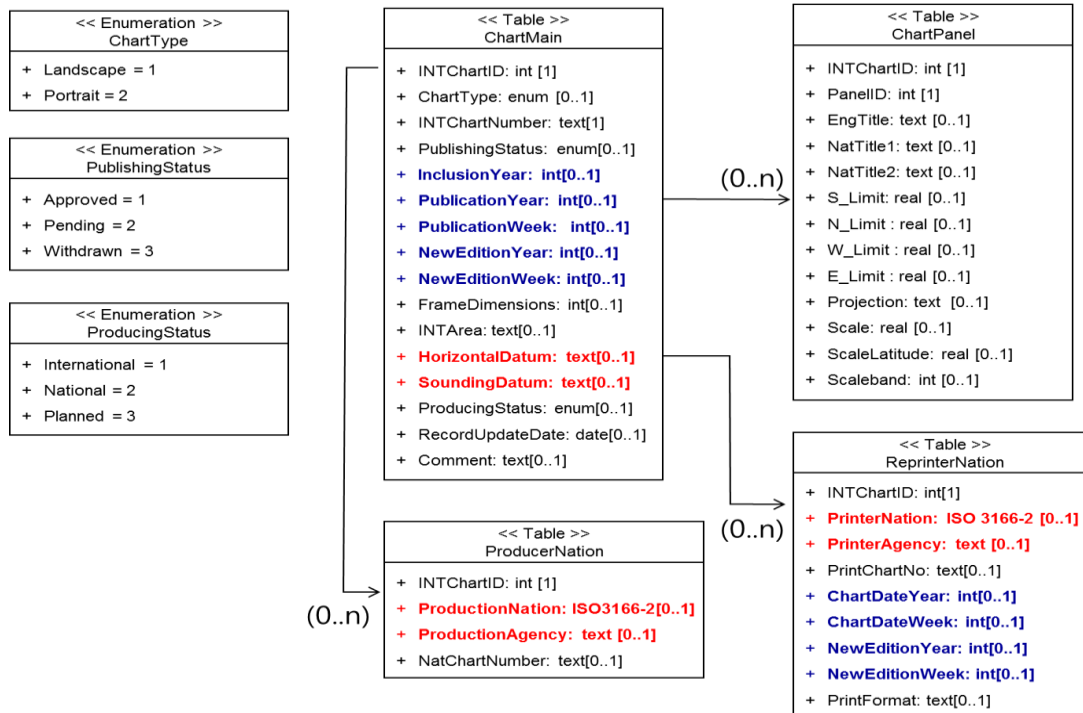 << Enumeration >>
ChartType
+ Landscape = 1
+ Portrait = 2
<< Enumeration >>
PublishingStatus
+ Approved = 1
+ Pending = 2
+ Withdrawn = 3
<< Enumeration >>
ProducingStatus
+ International = 1
+ National = 2
+ Planned = 3
<< Table >>
ChartMain
+ INTChartID: int [1]
+ ChartType: enum [0..1]
+ INTChartNumber: text[1]
+ PublishingStatus: enum[0..1]
+ InclusionYear: int[0..1]
+ PublicationYear: int[0..1]
+ PublicationWeek: int[0..1]
+ NewEditionYear: int[0..1]
+ NewEditionWeek: int[0..1]
+ FrameDimensions: int[0..1]
+ INTArea: text[0..1]
+ HorizontalDatum: text[0..1]
+ SoundingDatum: text[0..1]
+ ProducingStatus: enum[0..1]
+ RecordUpdateDate: date[0..1]
+ Comment: text[0..1]
(0..n)
<< Table >>
ProducerNation
+ INTChartID: int [1]
+ ProductionNation: ISO3166-2[0..1]
+ ProductionAgency: text [0..1]
+ NatChartNumber: text[0..1]
(0..n)
<< Table >>
ChartPanel
+ INTChartID: int [1]
+ PanelID: int [1]
+ EngTitle: text [0..1]
+ NatTitle1: text [0..1]
+ NatTitle2: text [0..1]
+ S_Limit: real [0..1]
+ N_Limit: real [0..1]
+ W_Limit : real [0..1]
+ E_Limit : real [0..1]
+ Projection: text [0..1]
+ Scale: real [0..1]
+ ScaleLatitude: real [0..1]
+ Scaleband: int [0..1]
(0..n)
<< Table >>
ReprinterNation
+ INTChartID: int[1]
+ PrinterNation: ISO 3166-2 [0..1]
+ PrinterAgency: text [0..1]
+ PrintChartNo: text[0..1]
+ ChartDateYear: int[0..1]
+ ChartDateWeek: int[0..1]
+ NewEditionYear: int[0..1]
+ NewEditionWeek: int[0..1]
+ PrintFormat: text[0..1]